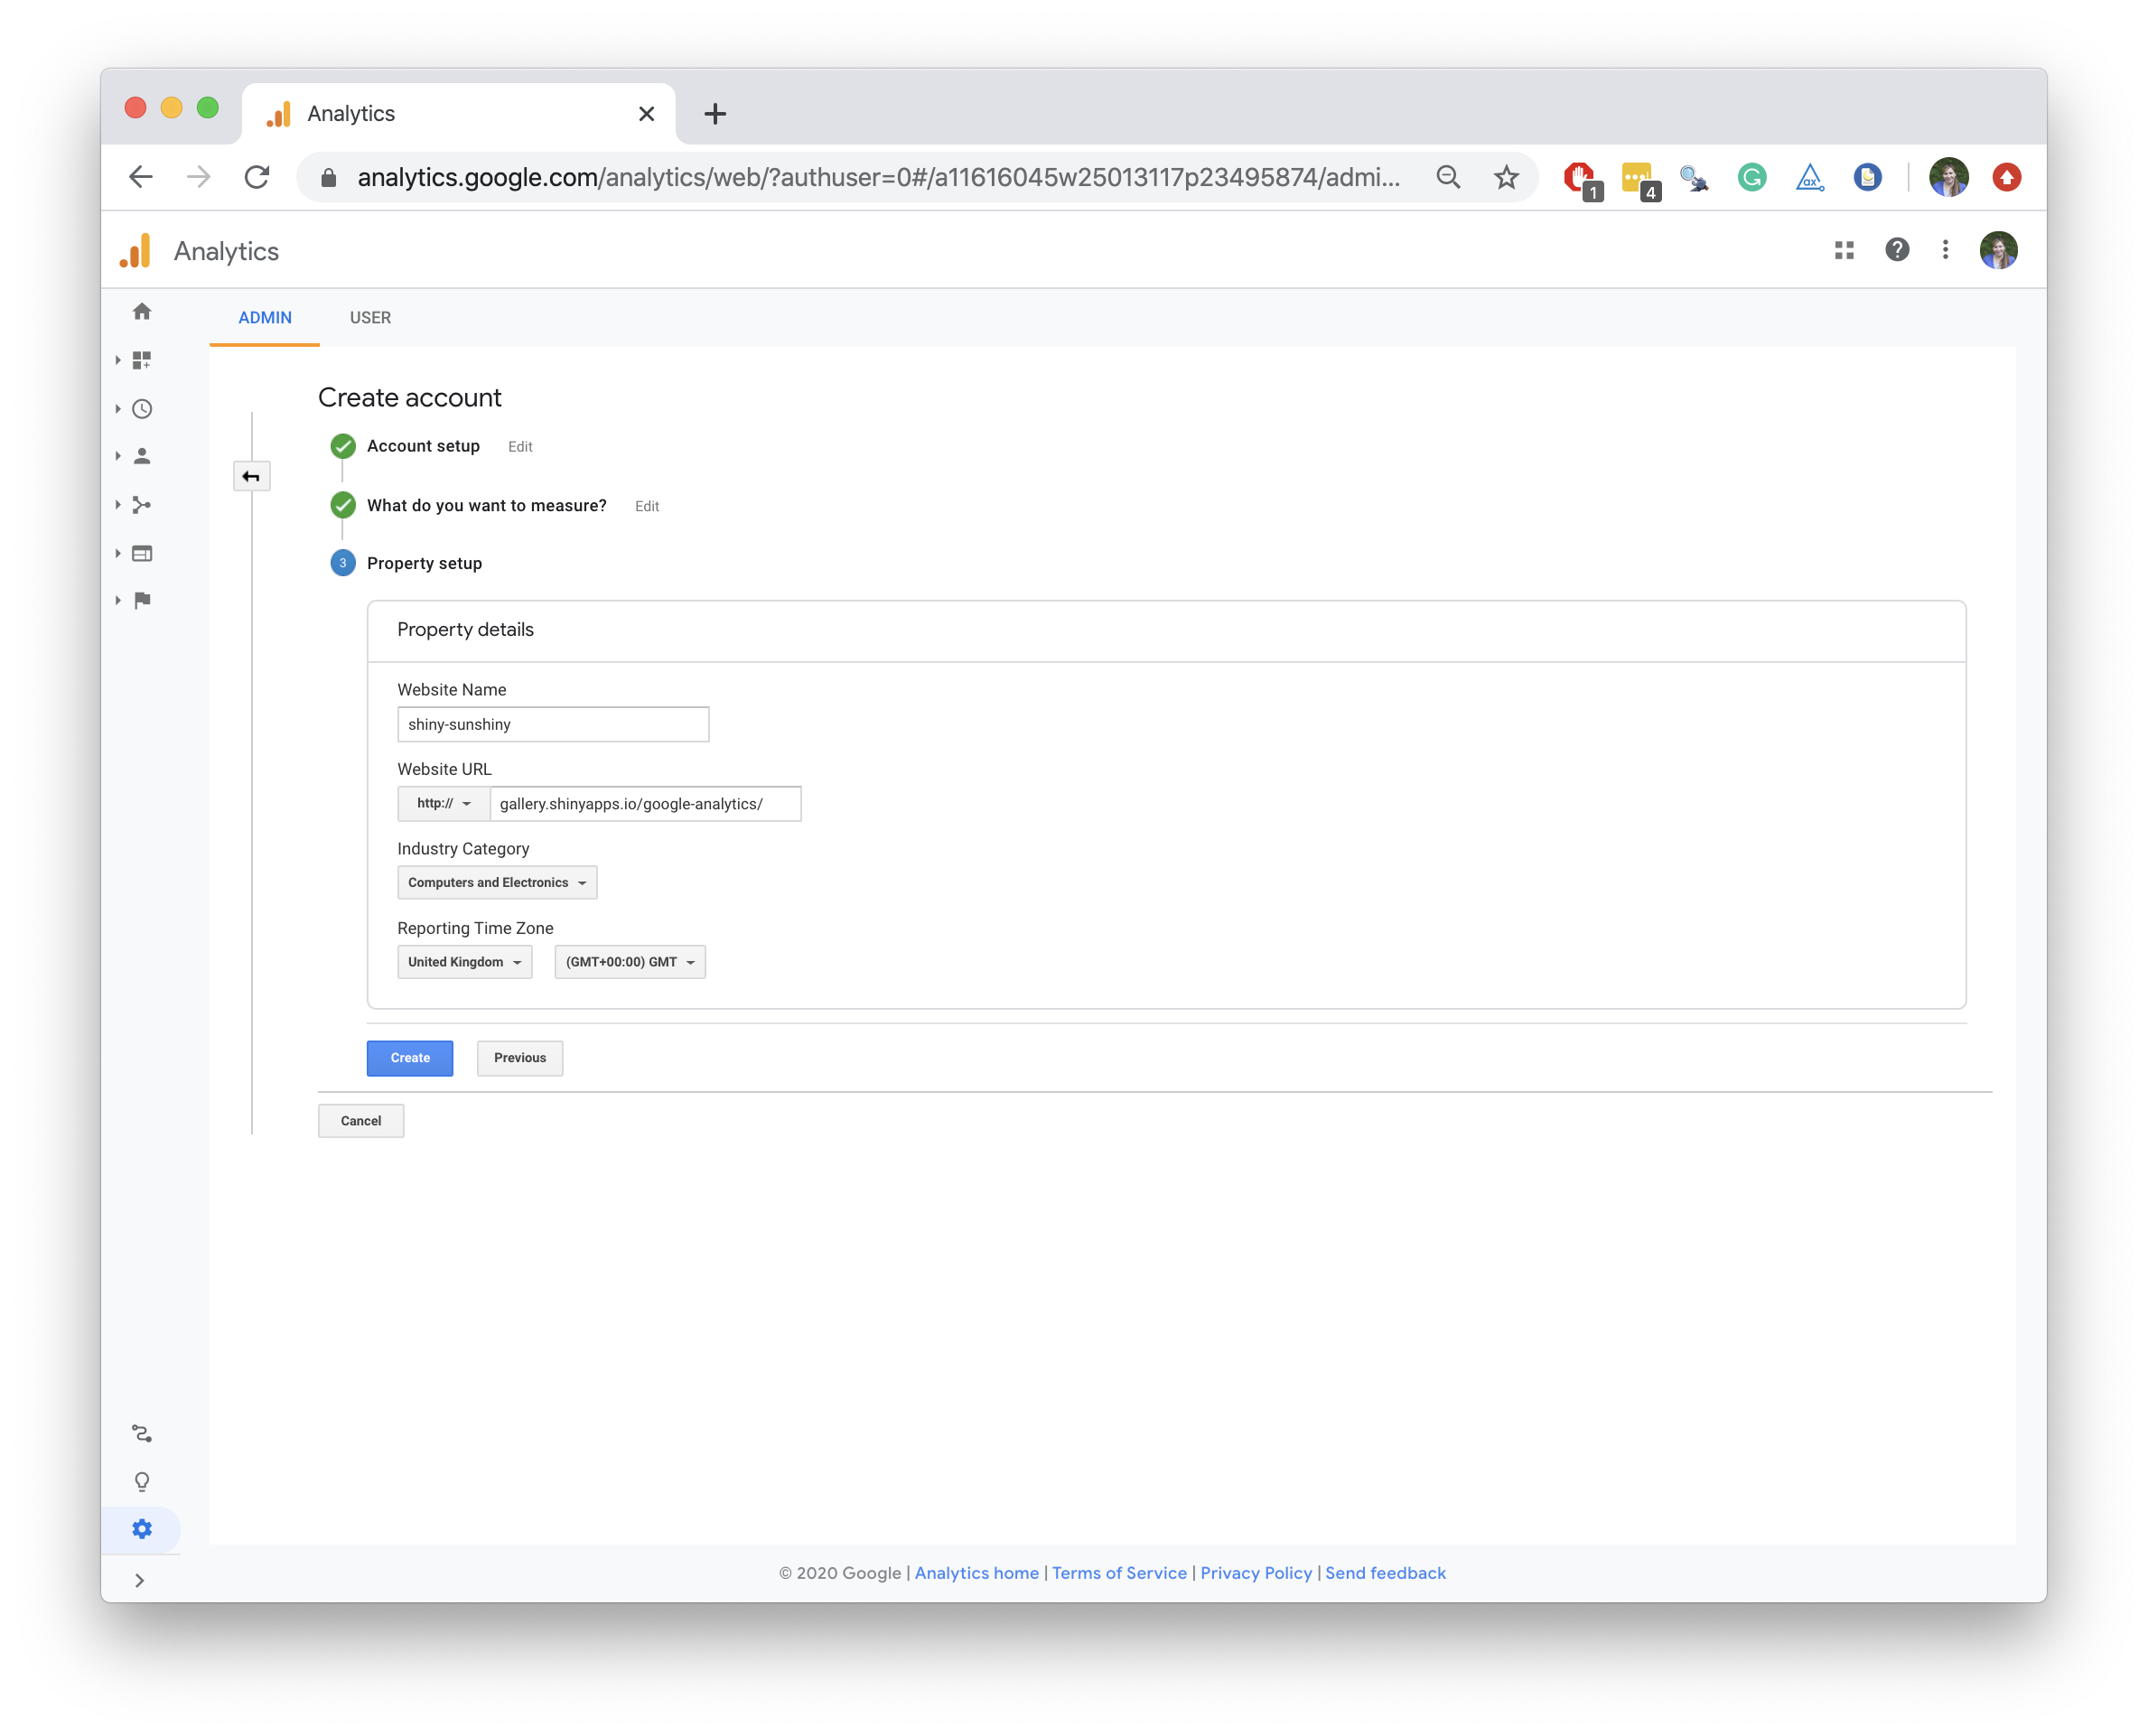 Analytics
analytics.google.com/analytics/web/?authuser=0#/a11616045w25013117p23495874/admi...
1
4
Analytics
ADMIN USER
Create account
Account setup Edit
What do you want to measure? Edit
3 Property setup
Property details
Website Name
shiny-sunshiny
Website URL
http:// gallery.shinyapps.io/google-analytics/
Industry Category
Computers and Electronics
Reporting Time Zone
United Kingdom (GMT+00:00) GMT
Create Previous
Cancel
© 2020 Google | Analytics home | Terms of Service | Privacy Policy | Send feedback